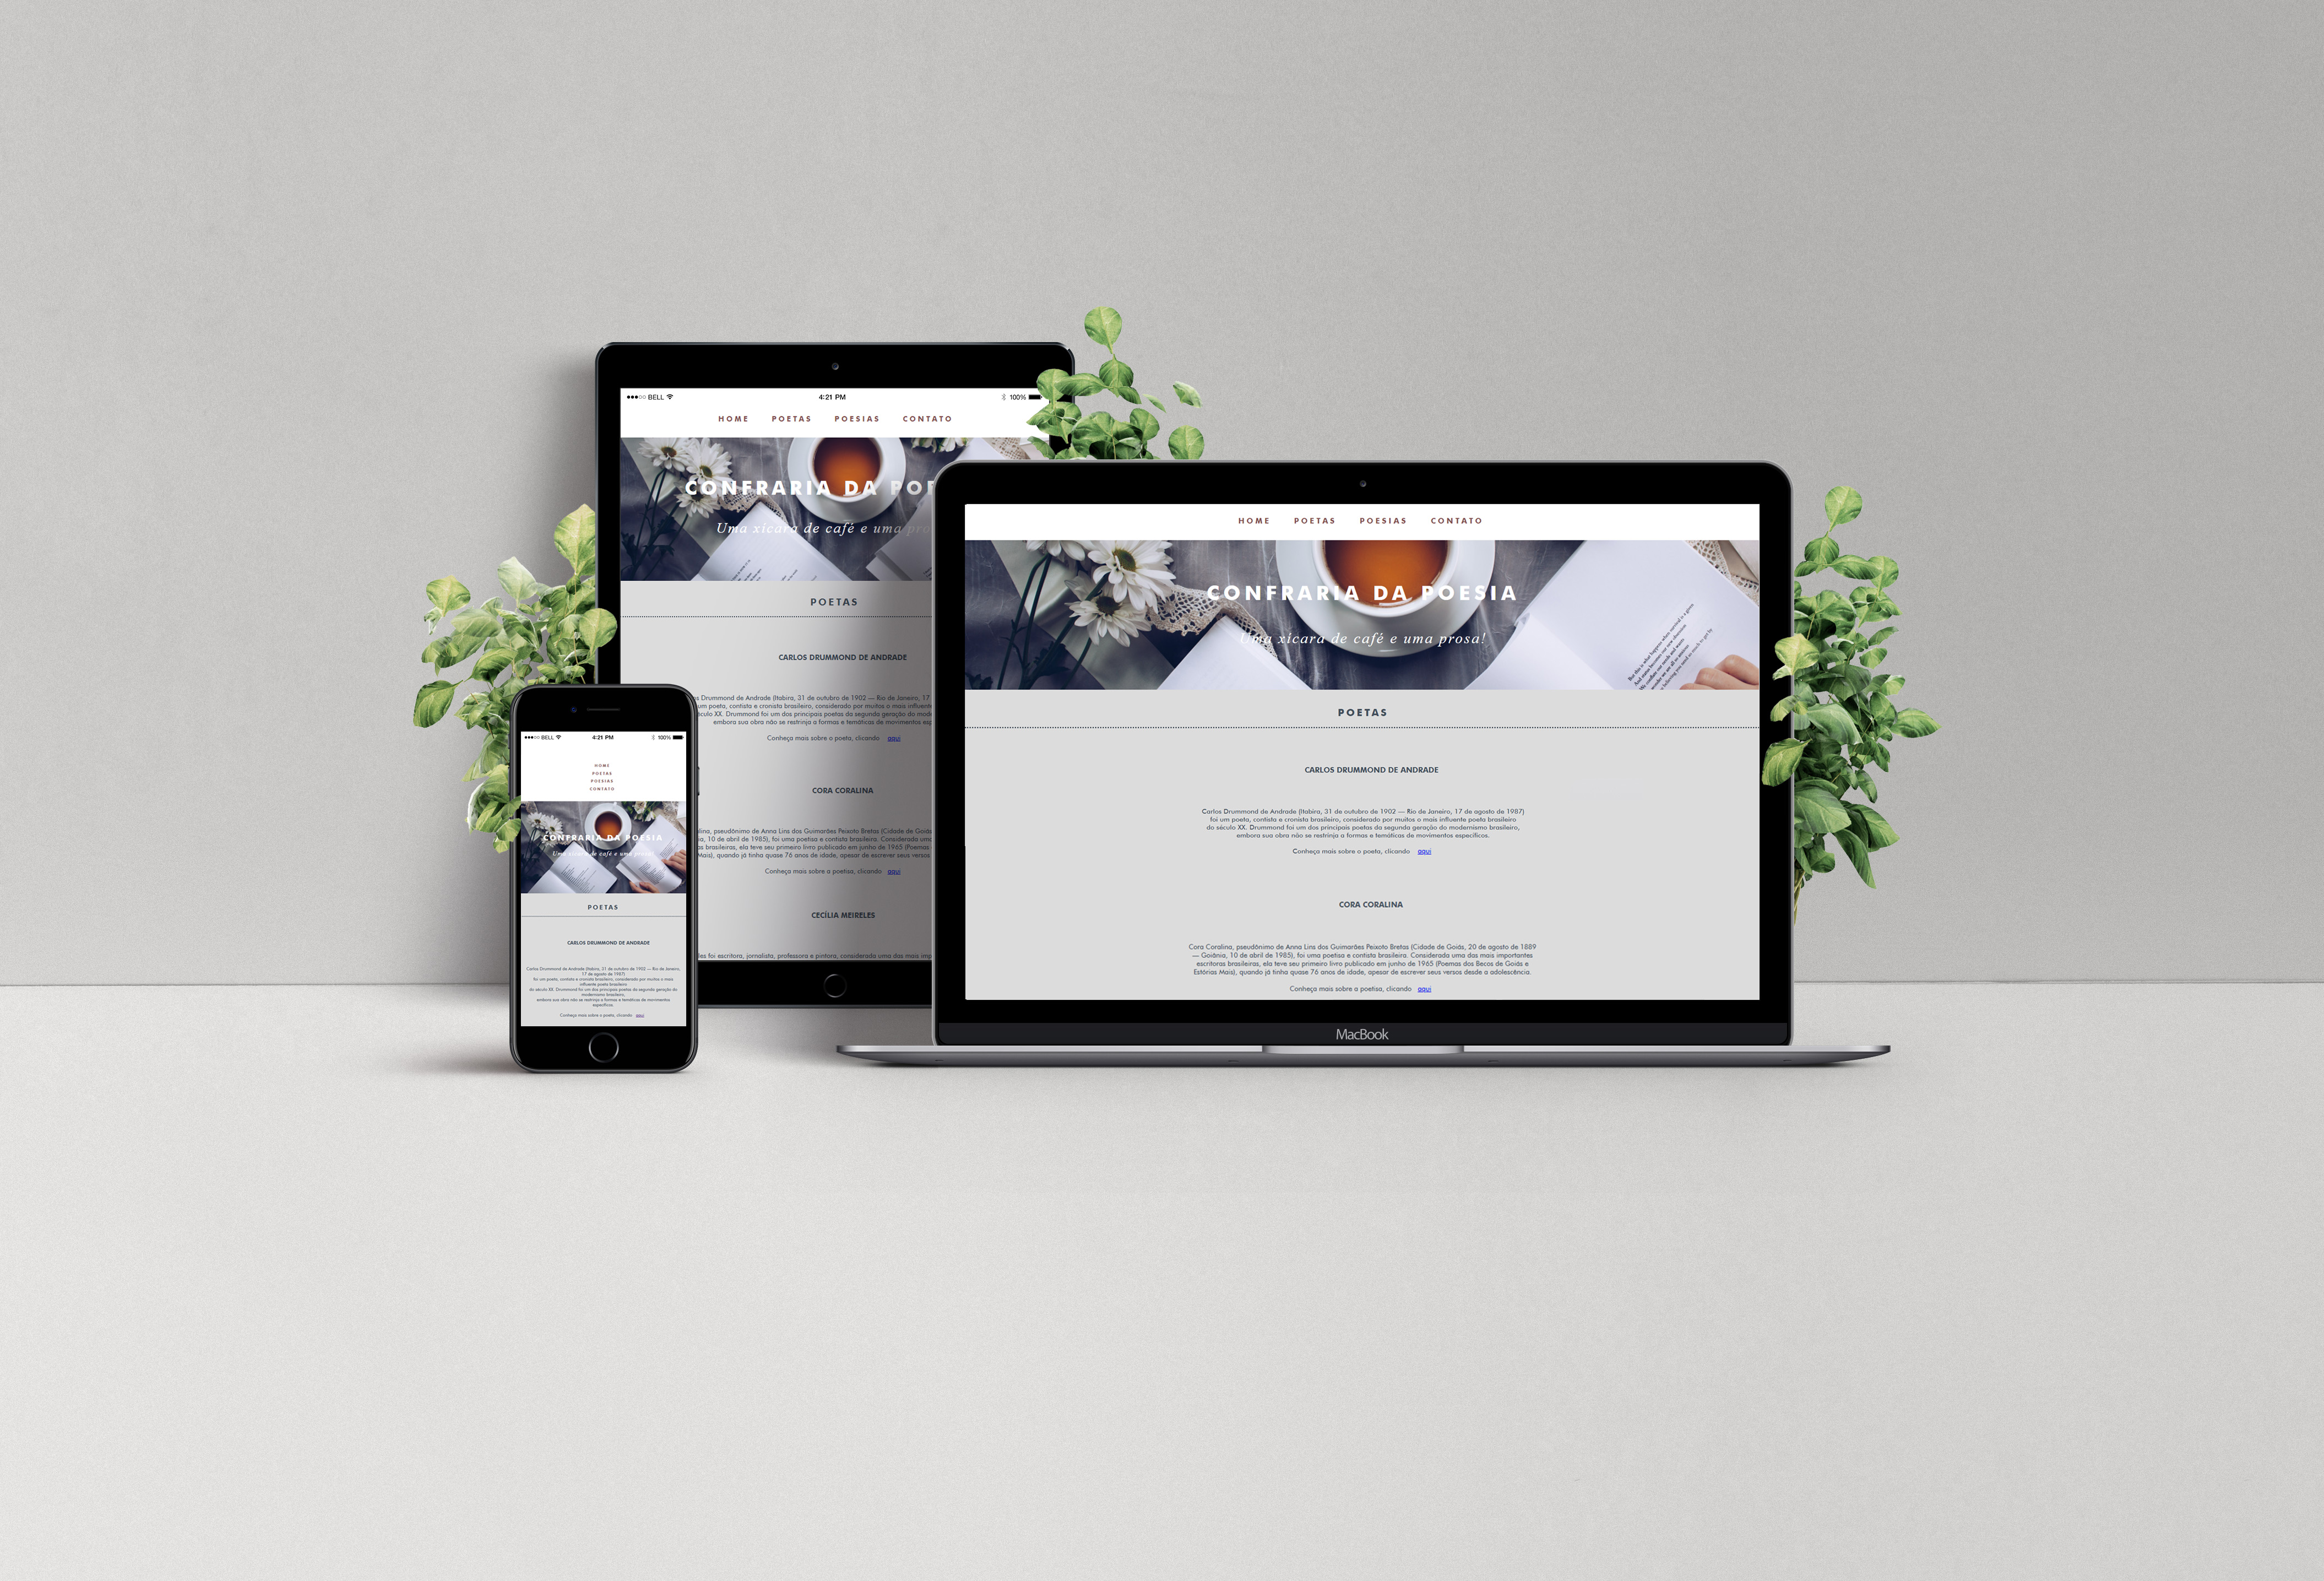 ●●●○○ BELL 4:21 PM 100%
HOME POETAS POESIAS CONTATO
CONFRARIA DA POE
Uma xícara de café e uma pro
POETAS
CARLOS DRUMMOND DE ANDRADE
Drummond de Andrade (Itabira, 31 de outubro de 1902 — Rio de Janeiro, 17
um poeta, contista e cronista brasileiro, considerado por muitos o mais influente
século XX. Drummond foi um dos principais poetas da segunda geração do mode
embora sua obra não se restrinja a formas e temáticas de movimentos esp
Conheça mais sobre o poeta, clicando aqui
CORA CORALINA
lina, pseudônimo de Anna Lins dos Guimarães Peixoto Bretas (Cidade de Goiás
a, 10 de abril de 1985), foi uma poetisa e contista brasileira. Considerada uma
as brasileiras, ela teve seu primeiro livro publicado em junho de 1965 (Poemas
Mais), quando já tinha quase 76 anos de idade, apesar de escrever seus versos
Conheça mais sobre a poetisa, clicando aqui
CECÍLIA MEIRELES
les foi escritora, jornalista, professora e pintora, considerada uma das mais imp
HOME POETAS POESIAS CONTATO
CONFRARIA DA POESIA
Uma xícara de café e uma prosa!
POETAS
CARLOS DRUMMOND DE ANDRADE
Carlos Drummond de Andrade (Itabira, 31 de outubro de 1902 — Rio de Janeiro, 17 de agosto de 1987)
foi um poeta, contista e cronista brasileiro, considerado por muitos o mais influente poeta brasileiro
do século XX. Drummond foi um dos principais poetas da segunda geração do modernismo brasileiro,
embora sua obra não se restrinja a formas e temáticas de movimentos específicos.
Conheça mais sobre o poeta, clicando aqui
CORA CORALINA
Cora Coralina, pseudônimo de Anna Lins dos Guimarães Peixoto Bretas (Cidade de Goiás, 20 de agosto de 1889
— Goiânia, 10 de abril de 1985), foi uma poetisa e contista brasileira. Considerada uma das mais importantes
escritoras brasileiras, ela teve seu primeiro livro publicado em junho de 1965 (Poemas dos Becos de Goiás e
Estórias Mais), quando já tinha quase 76 anos de idade, apesar de escrever seus versos desde a adolescência.
Conheça mais sobre a poetisa, clicando aqui
MacBook
●●●○○ BELL 4:21 PM 100%
HOME
POETAS
POESIAS
CONTATO
CONFRARIA DA POESIA
Uma xícara de café e uma prosa!
POETAS
CARLOS DRUMMOND DE ANDRADE
Carlos Drummond de Andrade (Itabira, 31 de outubro de 1902 — Rio de Janeiro,
17 de agosto de 1987)
foi um poeta, contista e cronista brasileiro, considerado por muitos o mais
influente poeta brasileiro
do século XX. Drummond foi um dos principais poetas da segunda geração do
modernismo brasileiro,
embora sua obra não se restrinja a formas e temáticas de movimentos
específicos.
Conheça mais sobre o poeta, clicando aqui